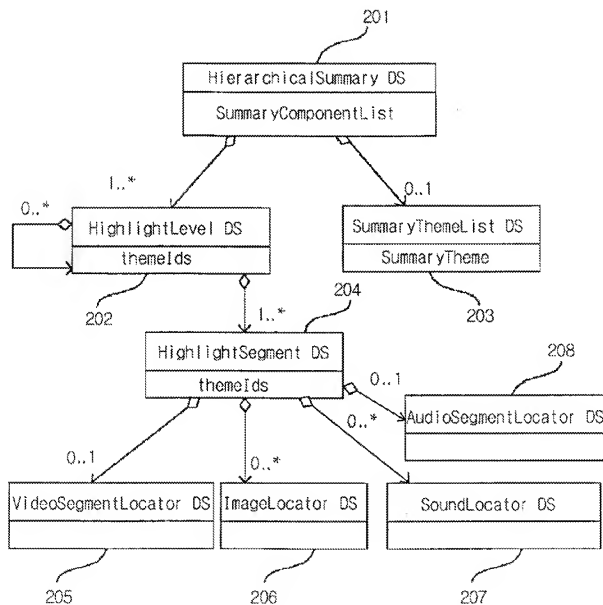 201
HierarchicalSummary DS
SummaryComponentList
1..*
0..1
0..*
HighlightLevel DS
themeIds
SummaryThemeList DS
SummaryTheme
202
204
203
1..*
HighlightSegment DS
themeIds
208
0..1
AudioSegmentLocator DS
0..*
0..1
0..*
VideoSegmentLocator DS
ImageLocator DS
SoundLocator DS
205
206
207